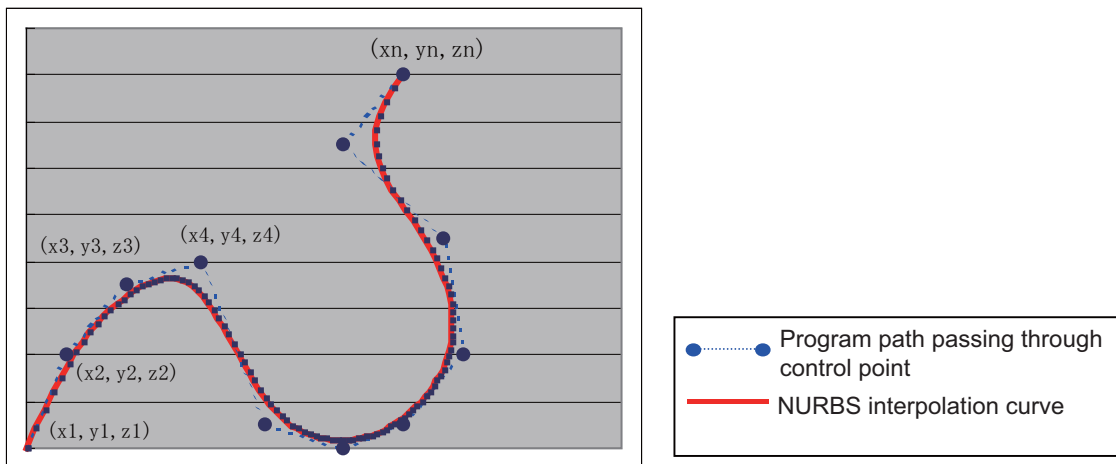 (xn, yn, zn)
(x4, y4, z4)
(x3, y3, z3)
(x2, y2, z2)
(x1, y1, z1)
Program path passing through
control point
NURBS interpolation curve